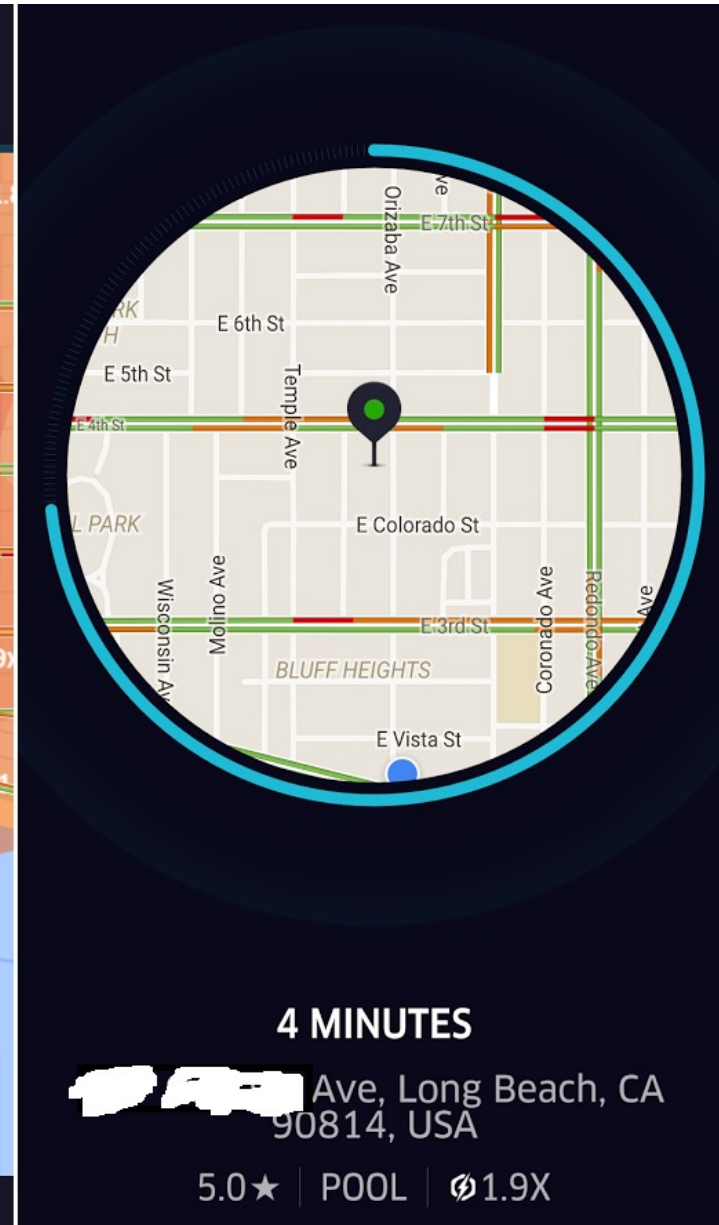 Orizaba Ave
ve
E 7th St
RK
H
E 6th St
E 5th St
Temple Ave
E 4th St
L PARK
E Colorado St
Wisconsin Av
Molino Ave
Coronado Ave
Redondo Ave
Ave
E 3rd St
BLUFF HEIGHTS
E Vista St
4 MINUTES
Ave, Long Beach, CA
90814, USA
5.0★ | POOL | 1.9X